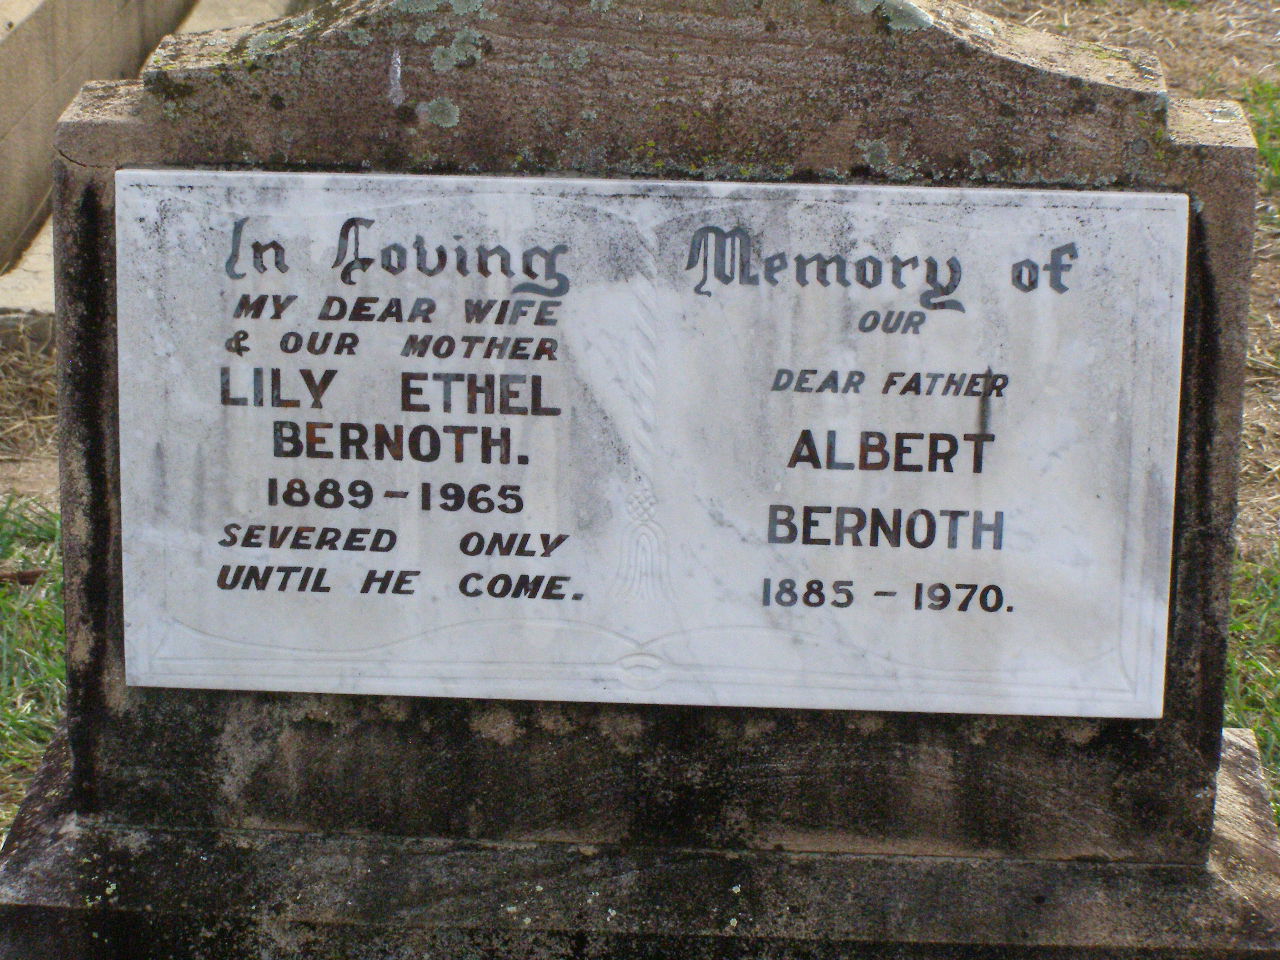 In Loving Memory of
MY DEAR WIFE
& OUR MOTHER
LILY ETHEL
BERNOTH.
1889-1965
SEVERED ONLY
UNTIL HE COME,
OUR
DEAR FATHER
ALBERT
BERNOTH
1885 - 1970.